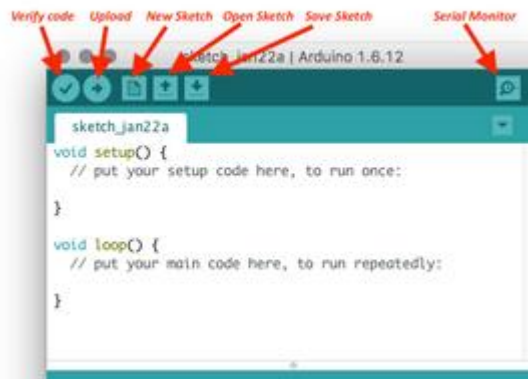 Verify code Upload New Sketch Open Sketch Save Sketch Serial Monitor
sketch_jan22a | Arduino 1.6.12
sketch_jan22a
void setup() {
// put your setup code here, to run once:
}
void loop() {
// put your main code here, to run repeatedly:
}